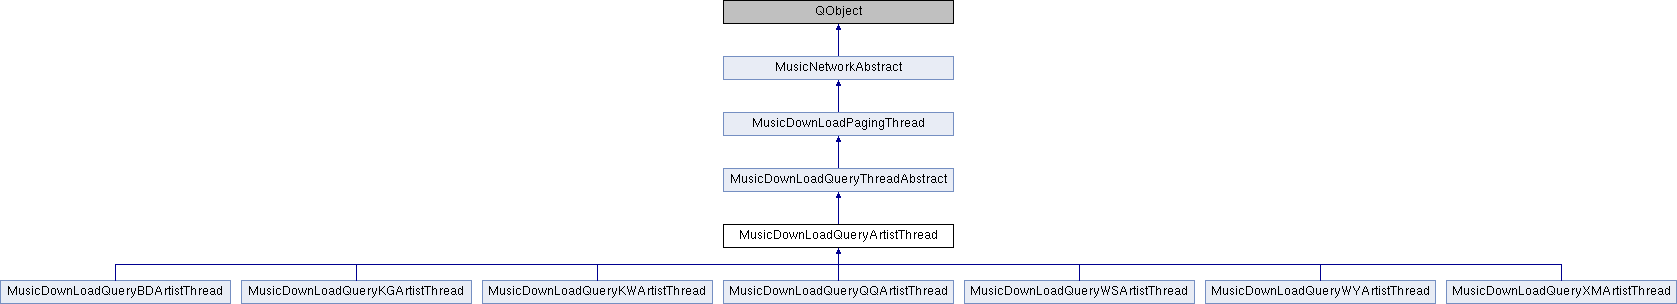 QObject
MusicNetworkAbstract
MusicDownLoadPagingThread
MusicDownLoadQueryThreadAbstract
MusicDownLoadQueryArtistThread
MusicDownLoadQueryBDArtistThread
MusicDownLoadQueryKGArtistThread
MusicDownLoadQueryKWArtistThread
MusicDownLoadQueryQQArtistThread
MusicDownLoadQueryWSArtistThread
MusicDownLoadQueryWYArtistThread
MusicDownLoadQueryXMArtistThread